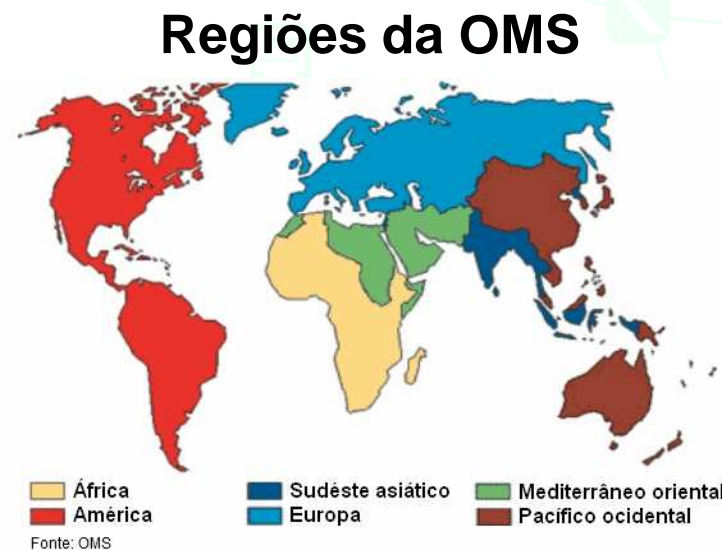 Regiões da OMS
África
Sudéste asiático
Mediterrâneo oriental
América
Europa
Pacífico ocidental
Fonte: OMS